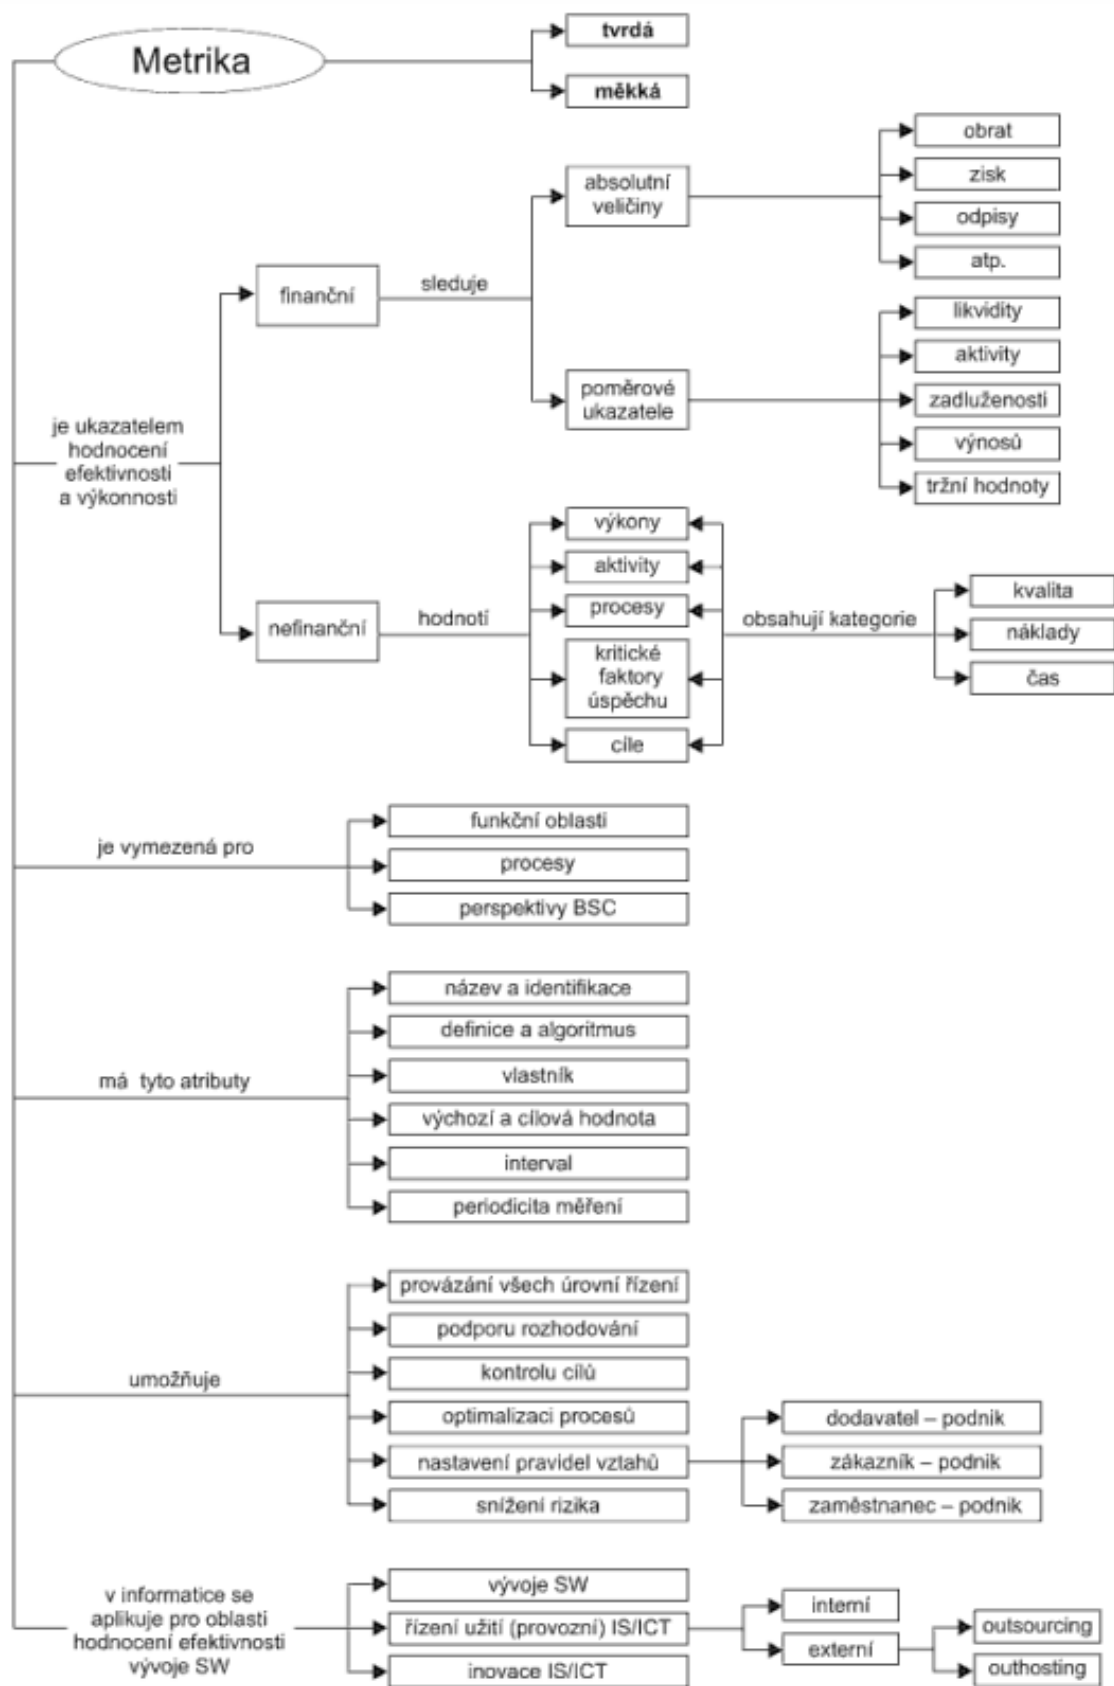 Metrika
tvrdá
měkká
obrat
zisk
odpisy
atp.
absolutní
veličiny
finanční
sleduje
likvidity
aktivity
zadluženosti
výnosů
tržní hodnoty
poměrové
ukazatele
je ukazatelem
hodnocení
efektivnosti
a výkonnosti
nefinanční
hodnotí
výkony
aktivity
procesy
kritické
faktory
úspěchu
cíle
obsahují kategorie
kvalita
náklady
čas
je vymezená pro
funkční oblasti
procesy
perspektivy BSC
má tyto atributy
název a identifikace
definice a algoritmus
vlastník
výchozí a cílová hodnota
interval
periodicita měření
umožňuje
provázání všech úrovní řízení
podporu rozhodování
kontrolu cílů
optimalizaci procesů
nastavení pravidel vztahů
snížení rizika
dodavatel – podnik
zákazník – podnik
zaměstnanec – podnik
v informatice se
aplikuje pro oblasti
hodnocení efektivnosti
vývoje SW
vývoje SW
řízení užití (provozní) IS/ICT
inovace IS/ICT
interní
externí
outsourcing
outhosting